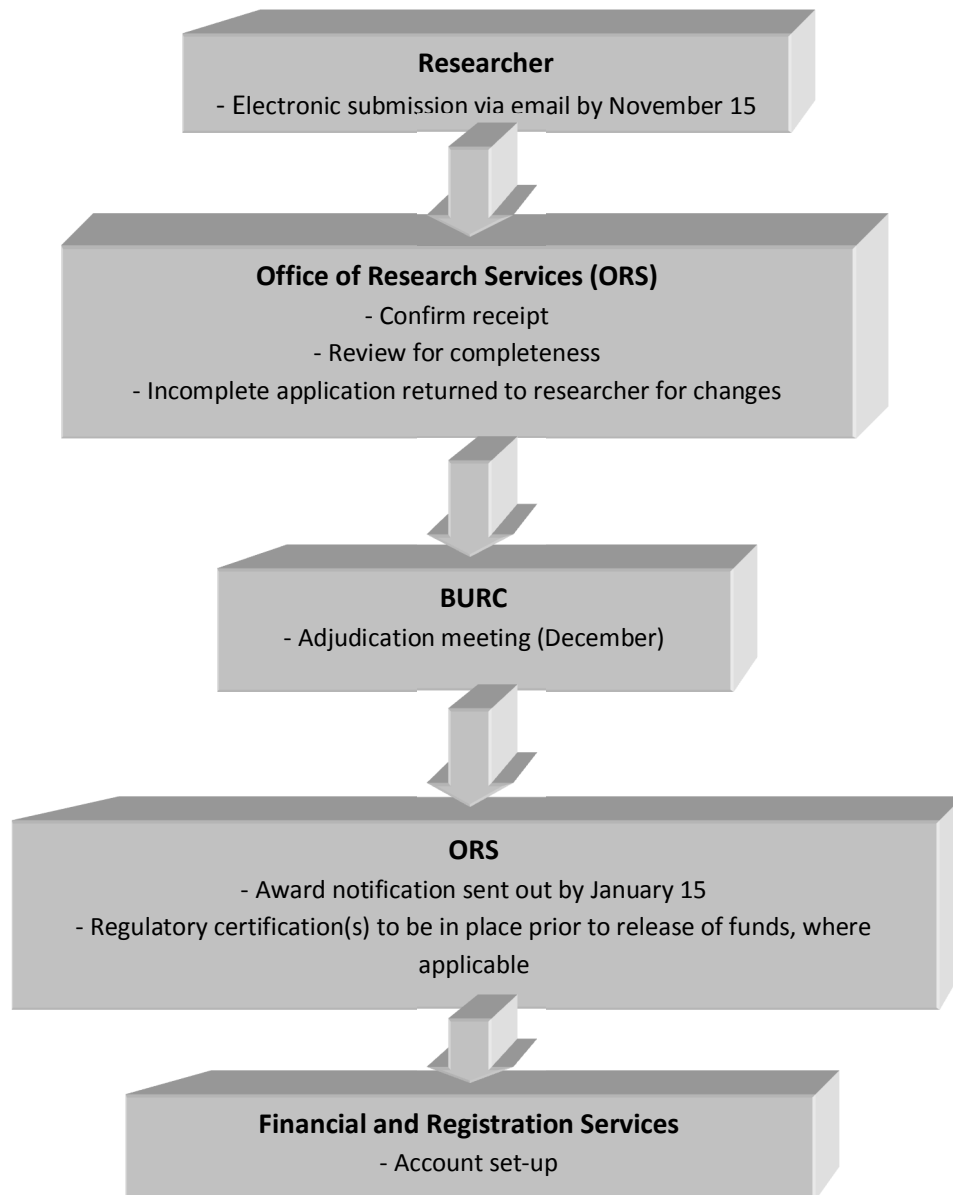 Researcher
- Electronic submission via email by November 15
Office of Research Services (ORS)
- Confirm receipt
- Review for completeness
- Incomplete application returned to researcher for changes
BURC
- Adjudication meeting (December)
ORS
- Award notification sent out by January 15
- Regulatory certification(s) to be in place prior to release of funds, where
applicable
Financial and Registration Services
- Account set-up